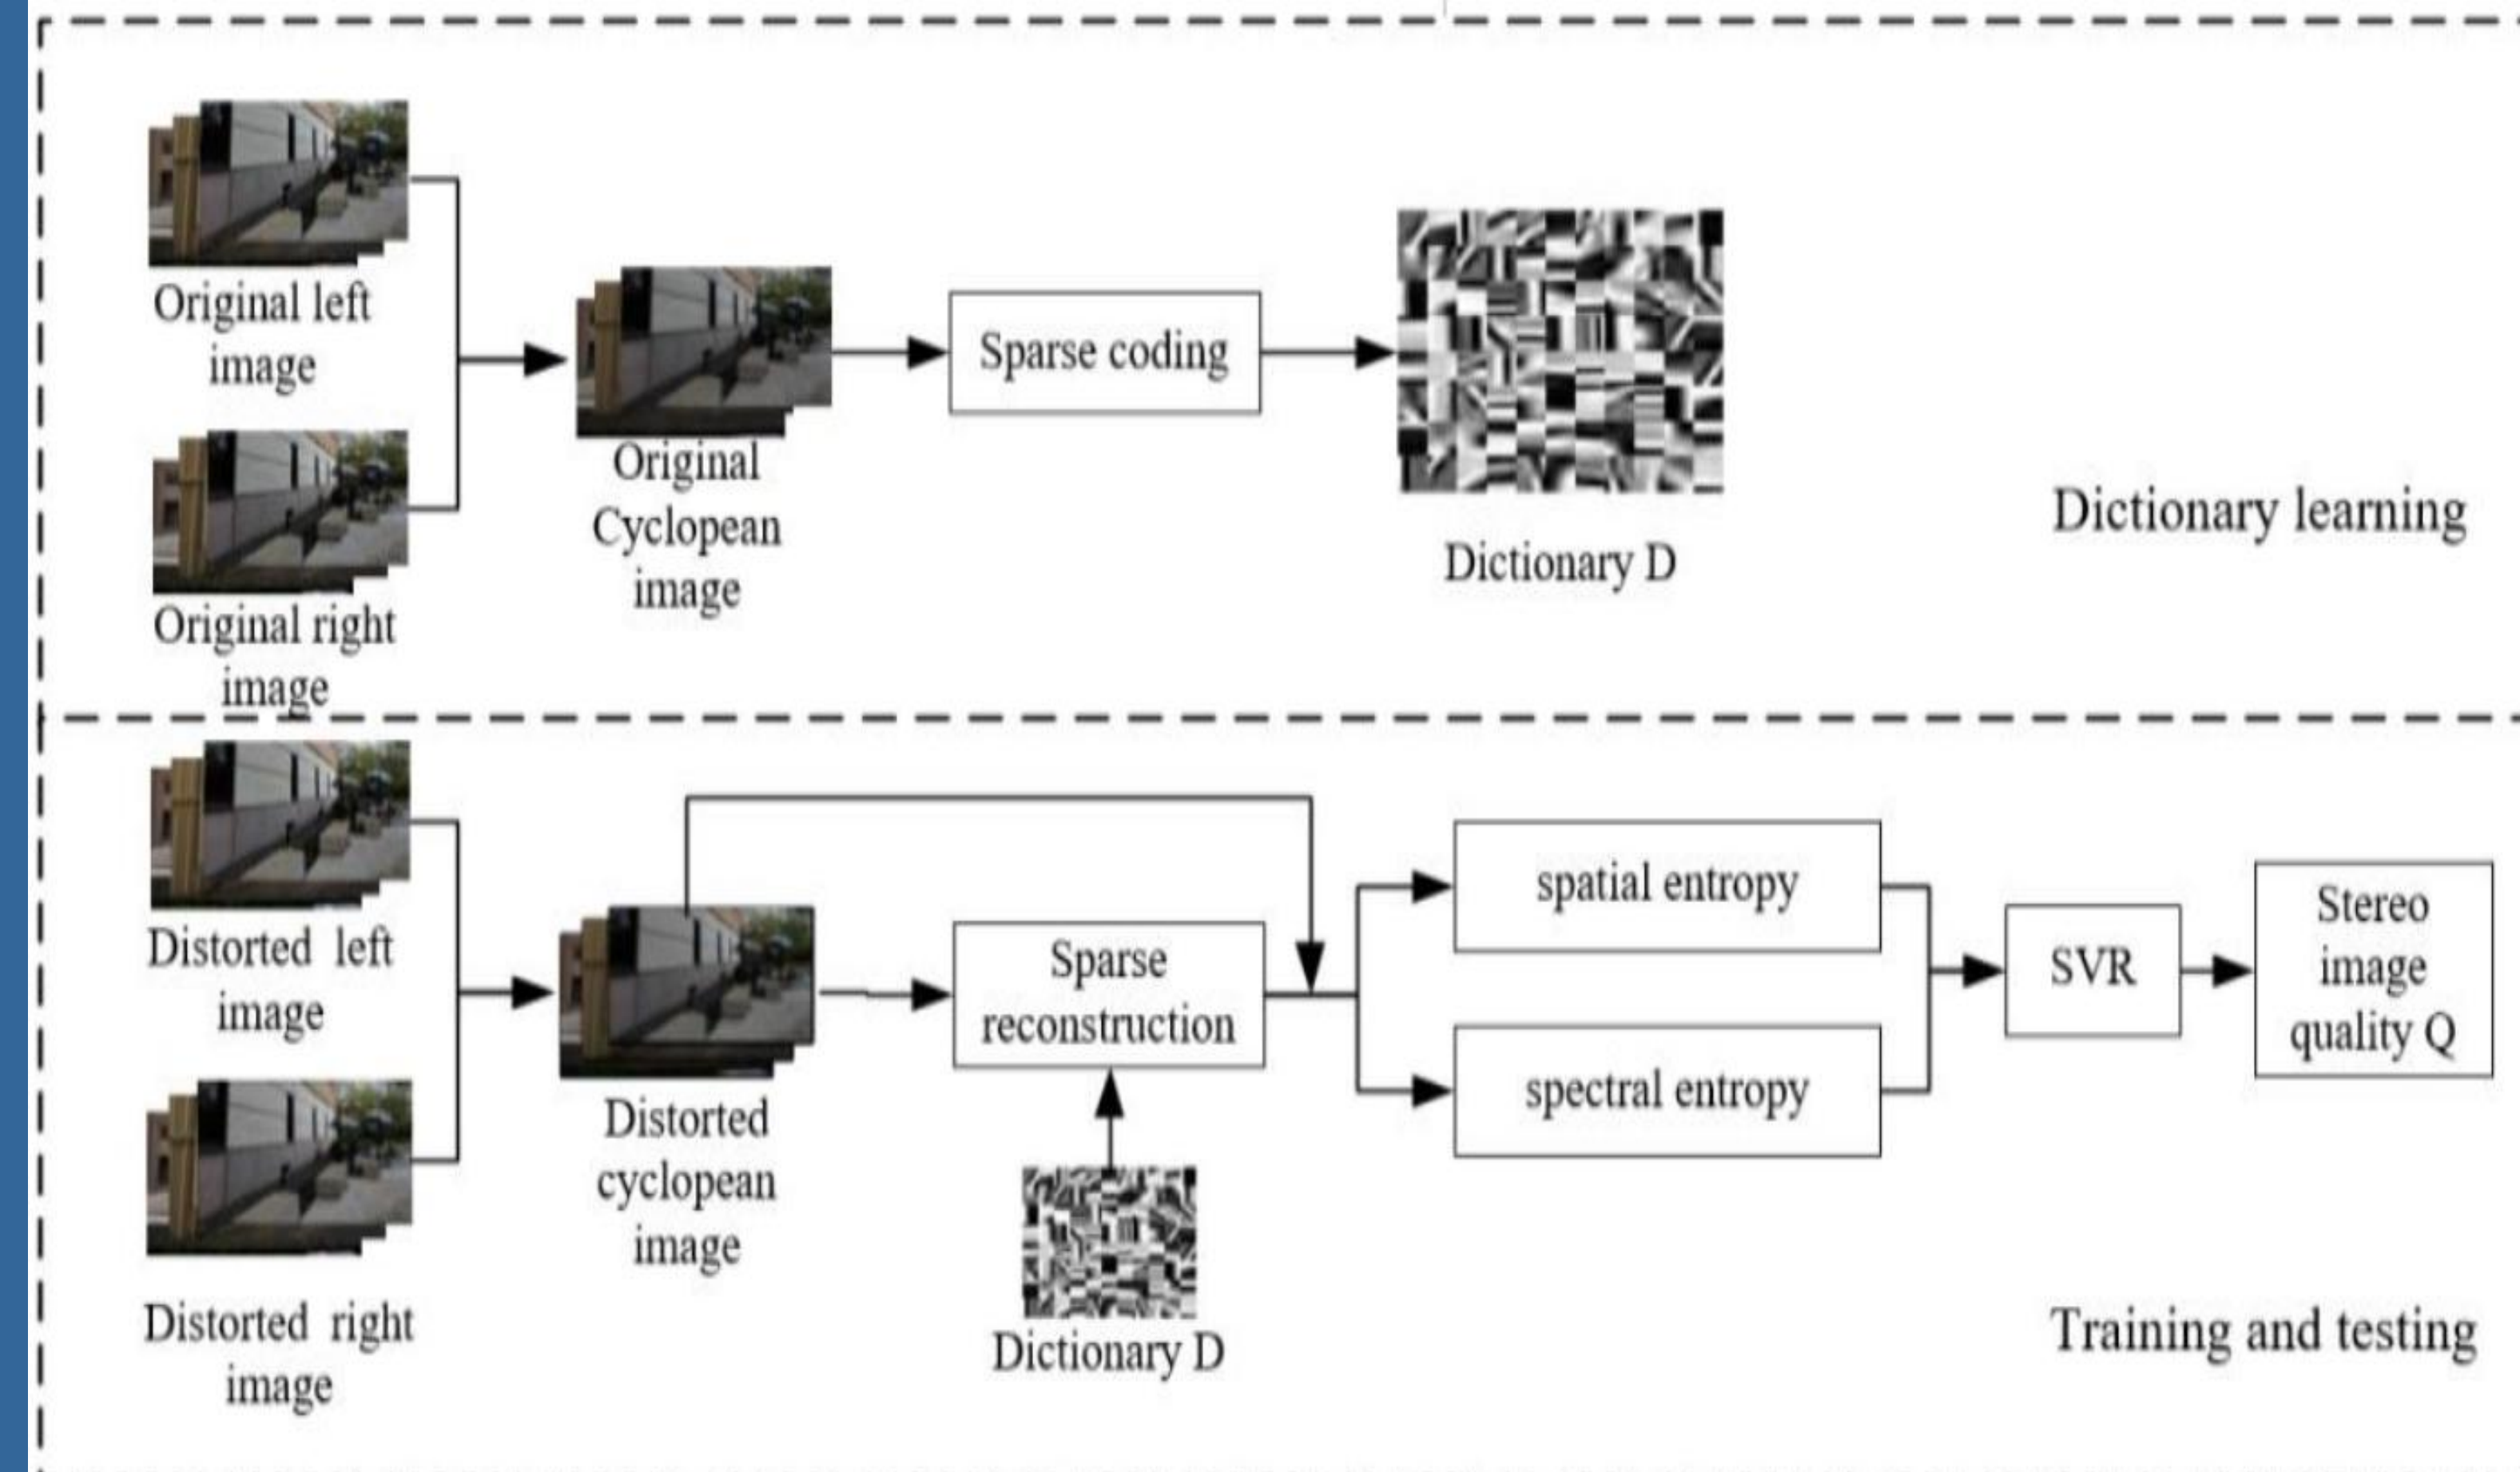 Original left
image
Original right
image
Original
Cyclopean
image
Sparse coding
Dictionary D
Dictionary learning
Distorted left
image
Distorted right
image
Distorted
cyclopean
image
Sparse
reconstruction
Dictionary D
spatial entropy
spectral entropy
SVR
Stereo
image
quality Q
Training and testing